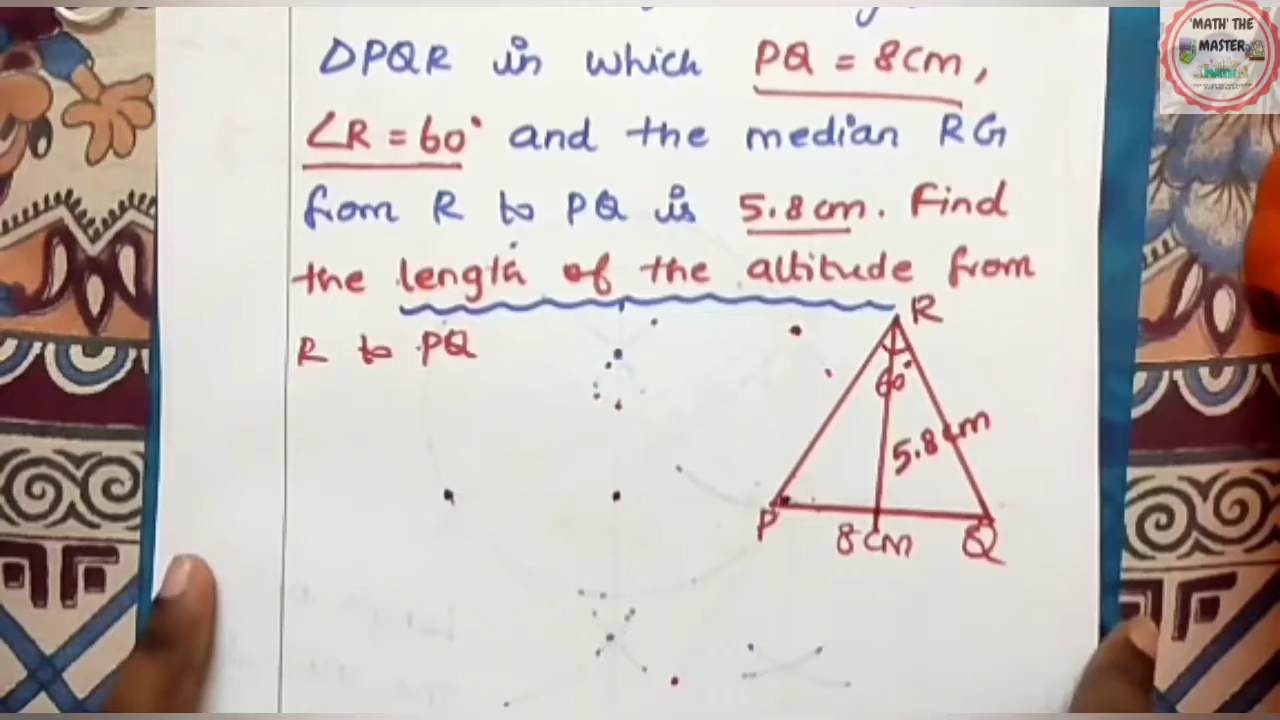 ΔPQR in which PQ = 8cm,
∠R = 60° and the median RG
from R to PQ is 5.8cm. Find
the length of the altitude from
R to PQ
R
60°
5.8cm
P
8cm
Q
'MATH' THE
MASTER
MATH